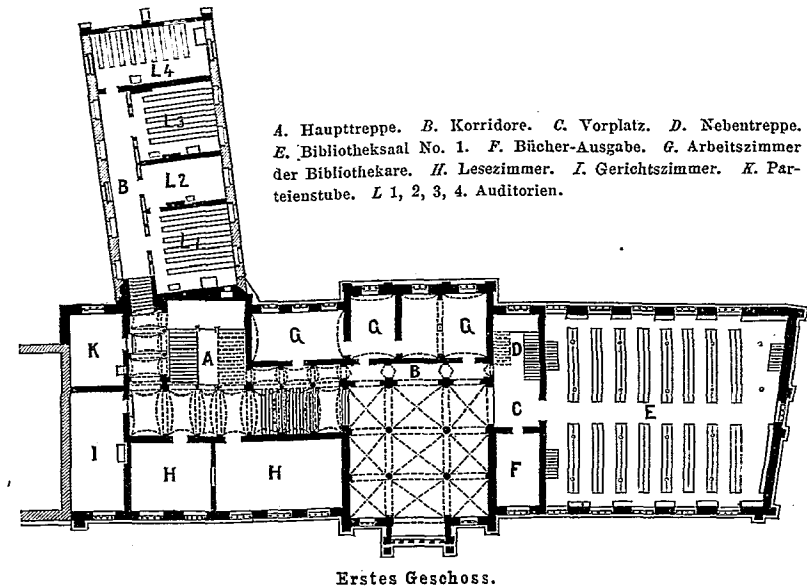 A. Haupttreppe. B. Korridore. C. Vorplatz. D. Nebentreppe.
E. Bibliotheksaal No. 1. F. Bücher-Ausgabe. G. Arbeitszimmer
der Bibliothekare. H. Lesezimmer. I. Gerichtszimmer. K. Par-
teienstube. L 1, 2, 3, 4. Auditorien.
L4
L3
B
L2
L1
K
A
G
G
G
B
D
C
E
I
H
H
F
Erstes Geschoss.